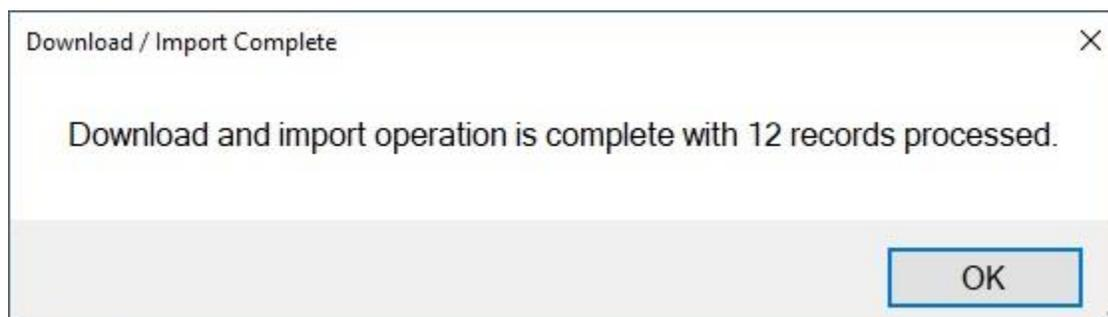 Download / Import Complete
Download and import operation is complete with 12 records processed.
OK